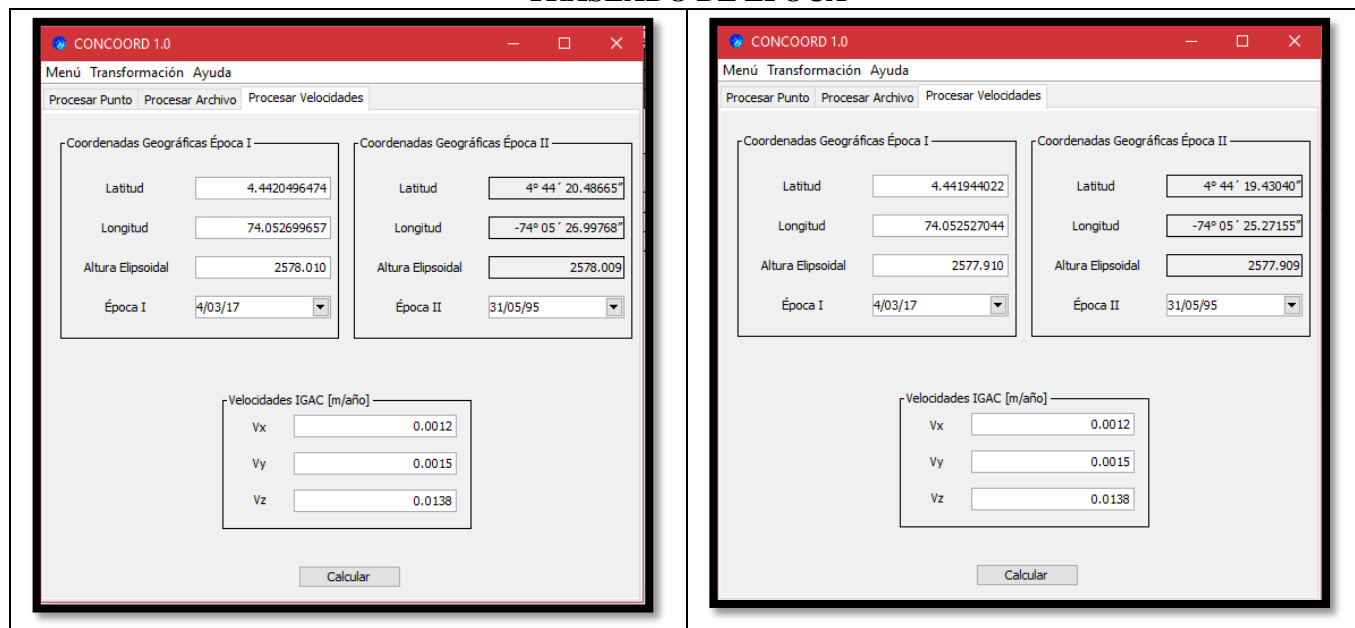 TRASLADO DE ÉPOCA
CONCOORD 1.0
Menú Transformación Ayuda
Procesar Punto Procesar Archivo Procesar Velocidades
Coordenadas Geográficas Época I
Latitud 4.4420496474
Longitud 74.052699657
Altura Elipsoidal 2578.010
Época I 4/03/17
Coordenadas Geográficas Época II
Latitud 4° 44´ 20.48665"
Longitud -74° 05´ 26.99768"
Altura Elipsoidal 2578.009
Época II 31/05/95
Velocidades IGAC [m/año]
Vx 0.0012
Vy 0.0015
Vz 0.0138
Calcular
CONCOORD 1.0
Menú Transformación Ayuda
Procesar Punto Procesar Archivo Procesar Velocidades
Coordenadas Geográficas Época I
Latitud 4.441944022
Longitud 74.052527044
Altura Elipsoidal 2577.910
Época I 4/03/17
Coordenadas Geográficas Época II
Latitud 4° 44´ 19.43040"
Longitud -74° 05´ 25.27155"
Altura Elipsoidal 2577.909
Época II 31/05/95
Velocidades IGAC [m/año]
Vx 0.0012
Vy 0.0015
Vz 0.0138
Calcular